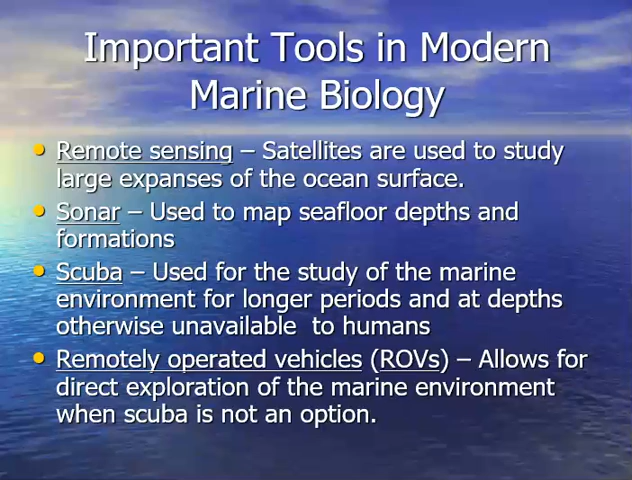 Important Tools in Modern
Marine Biology
• Remote sensing – Satellites are used to study
large expanses of the ocean surface.
• Sonar – Used to map seafloor depths and
formations
• Scuba – Used for the study of the marine
environment for longer periods and at depths
otherwise unavailable to humans
• Remotely operated vehicles (ROVs) – Allows for
direct exploration of the marine environment
when scuba is not an option.